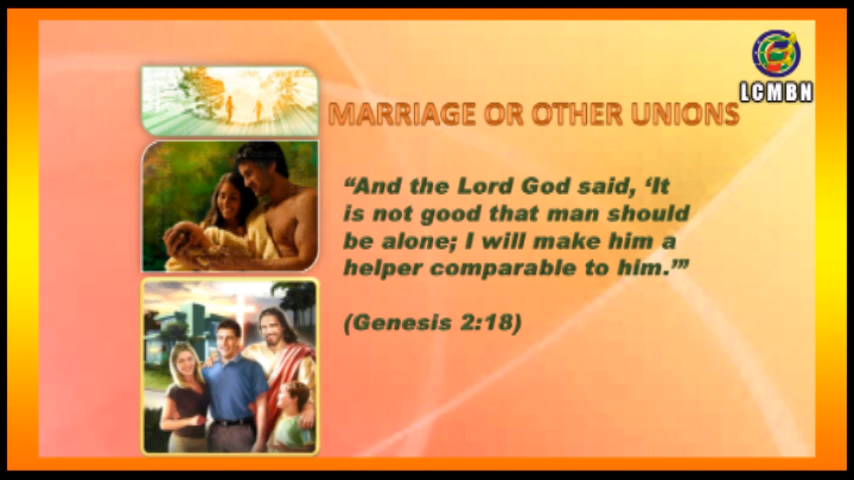 LCMBN
MARRIAGE OR OTHER UNIONS
“And the Lord God said, ‘It
is not good that man should
be alone; I will make him a
helper comparable to him.’”
(Genesis 2:18)